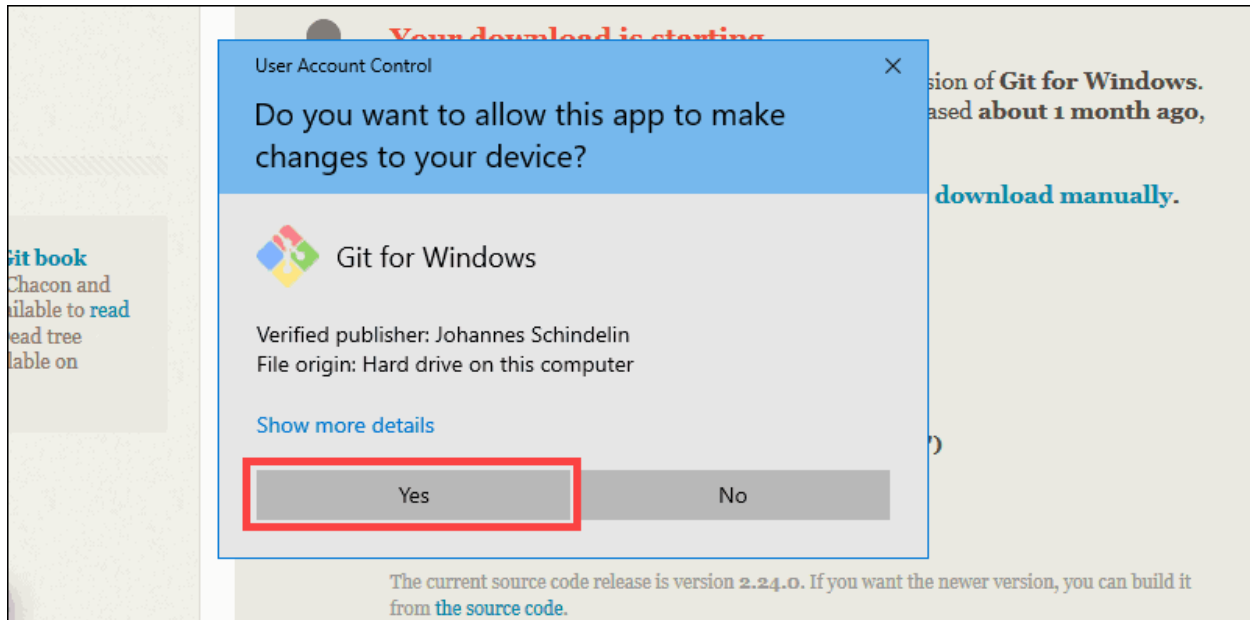 Your download is starting
User Account Control
Do you want to allow this app to make
changes to your device?
sion of Git for Windows.
ased about 1 month ago,
download manually.
Git for Windows
Git book
Chacon and
ailable to read
ead tree
lable on
Verified publisher: Johannes Schindelin
File origin: Hard drive on this computer
Show more details
')
Yes
No
The current source code release is version 2.24.0. If you want the newer version, you can build it
from the source code.